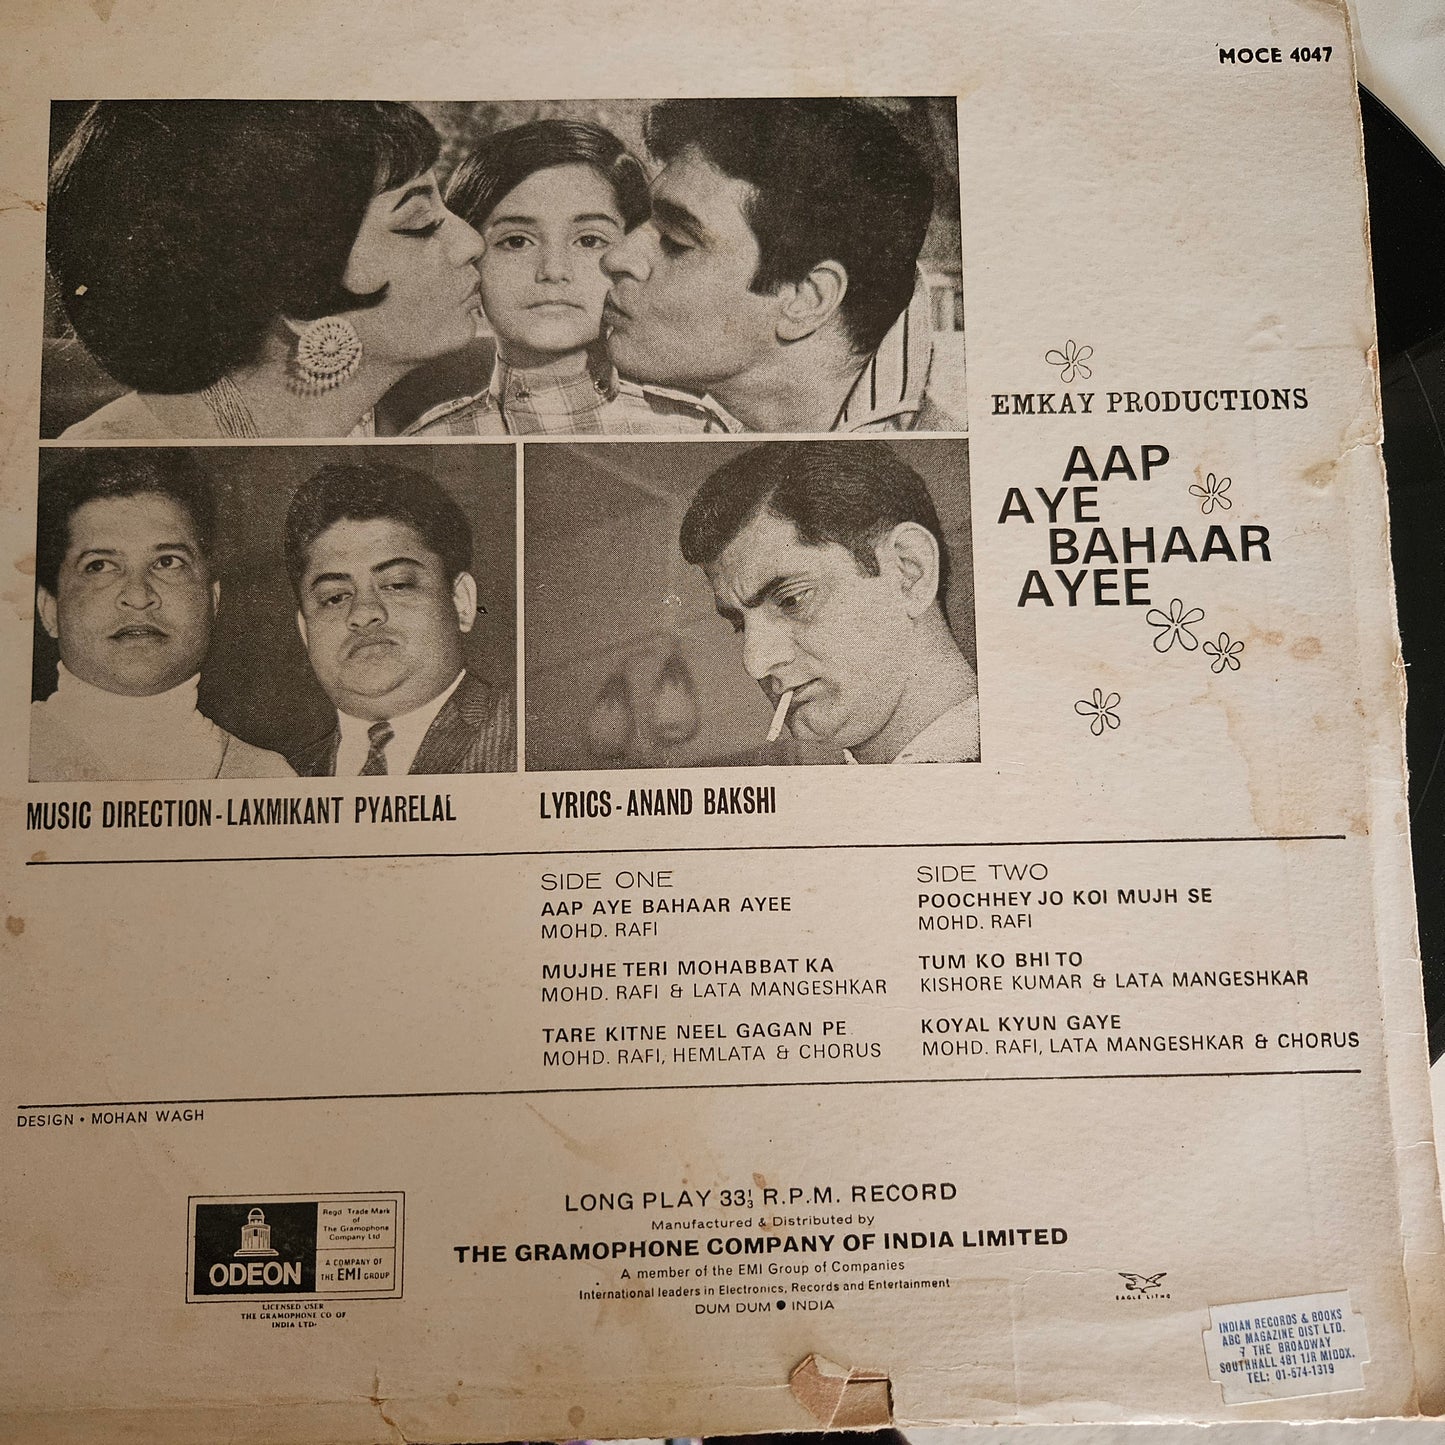 MOCE 4047
EMKAY PRODUCTIONS
AAP
AYE
BAHAAR
AYEE
MUSIC DIRECTION-LAXMIKANT PYARELAL
LYRICS-ANAND BAKSHI
SIDE ONE
AAP AYE BAHAAR AYEE
MOHD. RAFI
MUJHE TERI MOHABBAT KA
MOHD. RAFI & LATA MANGESHKAR
TARE KITNE NEEL GAGAN PE
MOHD. RAFI, HEMLATA & CHORUS
SIDE TWO
POOCHHEY JO KOI MUJH SE
MOHD. RAFI
TUM KO BHI TO
KISHORE KUMAR & LATA MANGESHKAR
KOYAL KYUN GAYE
MOHD. RAFI, LATA MANGESHKAR & CHORUS
DESIGN • MOHAN WAGH
ODEON
Regd Trade Mark
of
The Gramophone
Company Ltd
A COMPANY OF
THE EMI GROUP
LICENSED USER
THE GRAMOPHONE CO OF
INDIA LTD.
LONG PLAY 33⅓ R.P.M. RECORD
Manufactured & Distributed by
THE GRAMOPHONE COMPANY OF INDIA LIMITED
A member of the EMI Group of Companies
International leaders in Electronics, Records and Entertainment
DUM DUM ● INDIA
EAGLE LITHO
INDIAN RECORDS & BOOKS
ABC MAGAZINE DIST LTD.
7 THE BROADWAY
SOUTHHALL 4B1 1JR MIDDX.
TEL: 01-574-1319